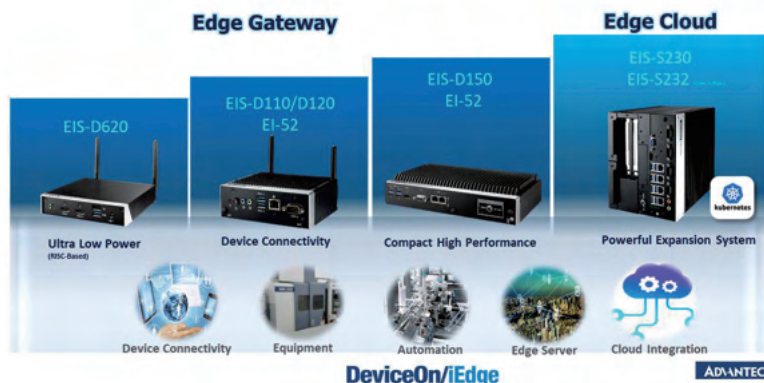 Edge Gateway
Edge Cloud
EIS-D620
EIS-D110/D120
EI-52
EIS-D150
EI-52
EIS-S230
EIS-S232
kubernetes
Ultra Low Power
(RISC-Based)
Device Connectivity
Compact High Performance
Powerful Expansion System
Device Connectivity
Equipment
Automation
Edge Server
Cloud Integration
DeviceOn/iEdge
ADVANTEC